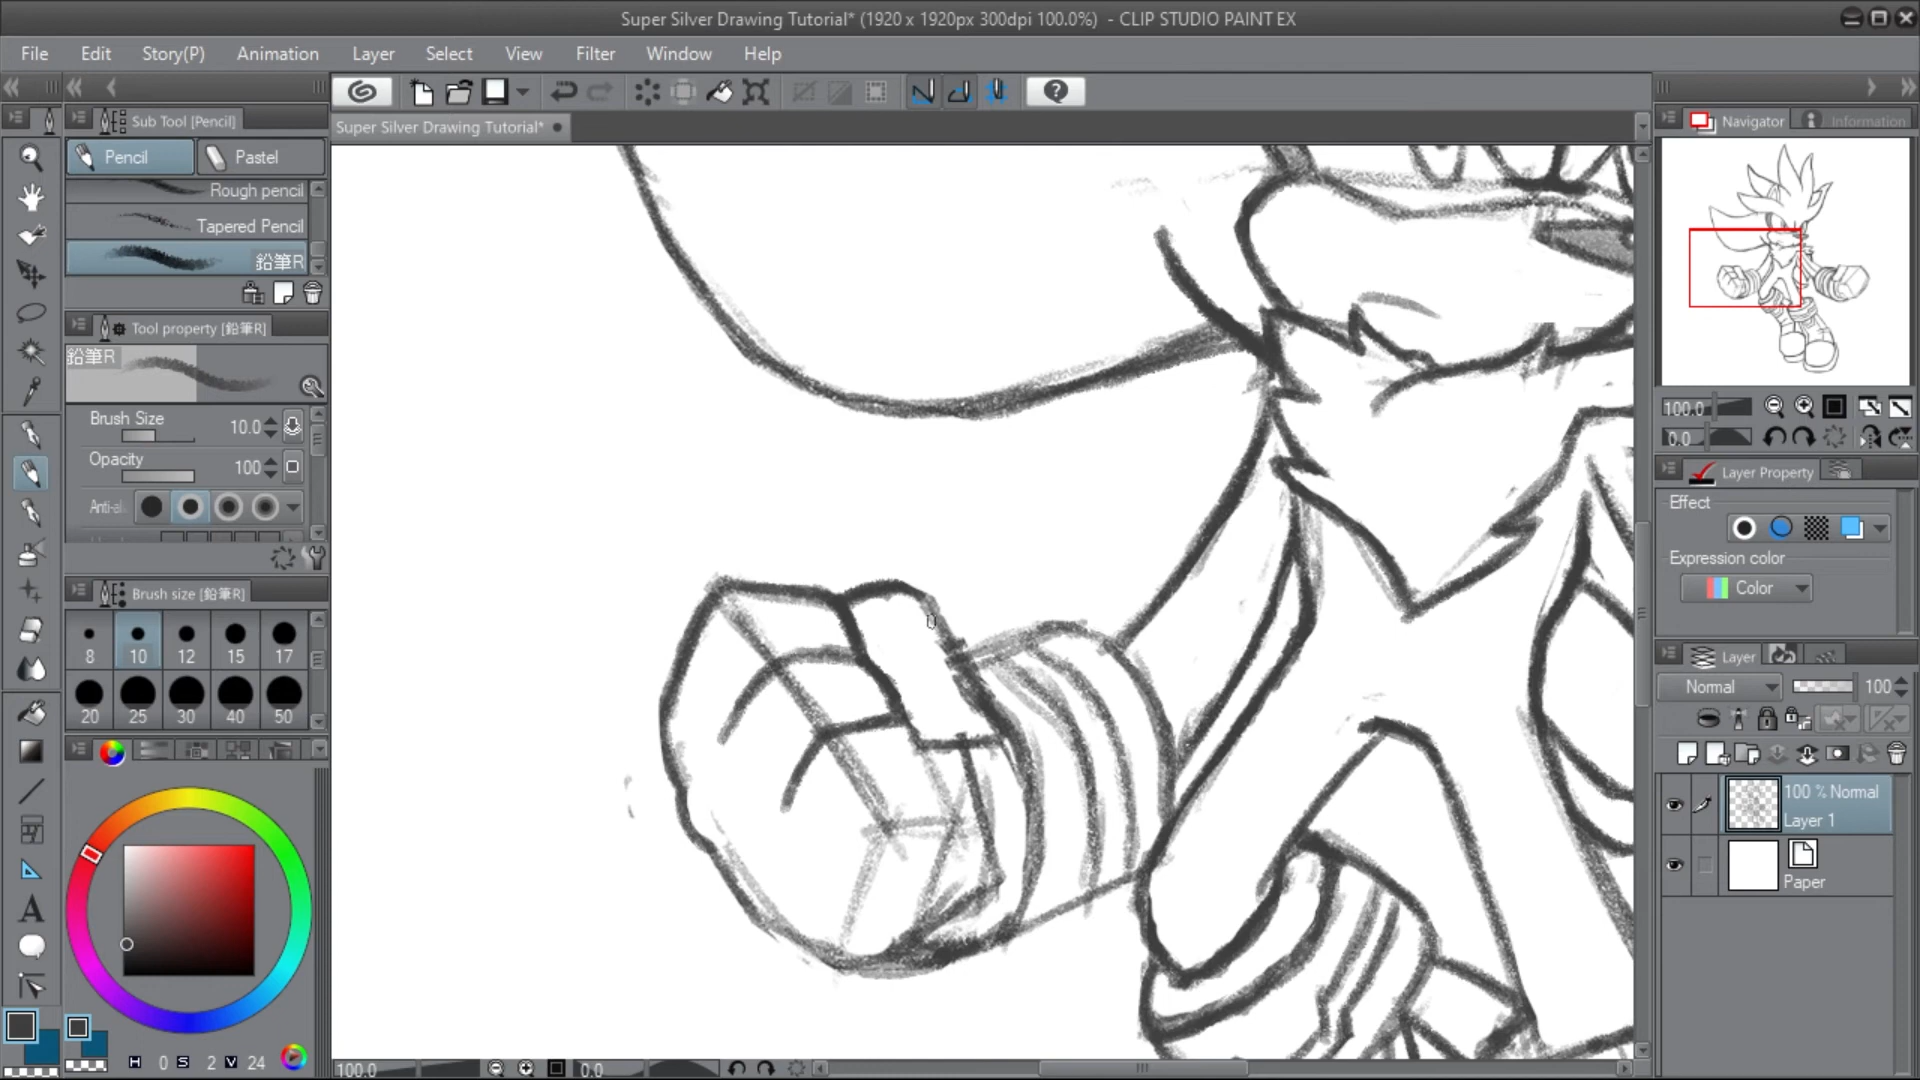 Super Silver Drawing Tutorial* (1920 x 1920px 300dpi 100.0%) - CLIP STUDIO PAINT EX
File Edit Story(P) Animation Layer Select View Filter Window Help
Sub Tool [Pencil]
Super Silver Drawing Tutorial*
Navigator Information
Pencil Pastel
Rough pencil
Tapered Pencil
鉛筆R
Tool property [鉛筆R]
鉛筆R
Brush Size 10.0
Opacity 100
Anti-al
100.0
0.0
Layer Property
Effect
Expression color
Color
Brush size [鉛筆R]
8 10 12 15 17
20 25 30 40 50
Layer
Normal 100
100 % Normal
Layer 1
Paper
H 0 S 2 V 24
100.0 0.0